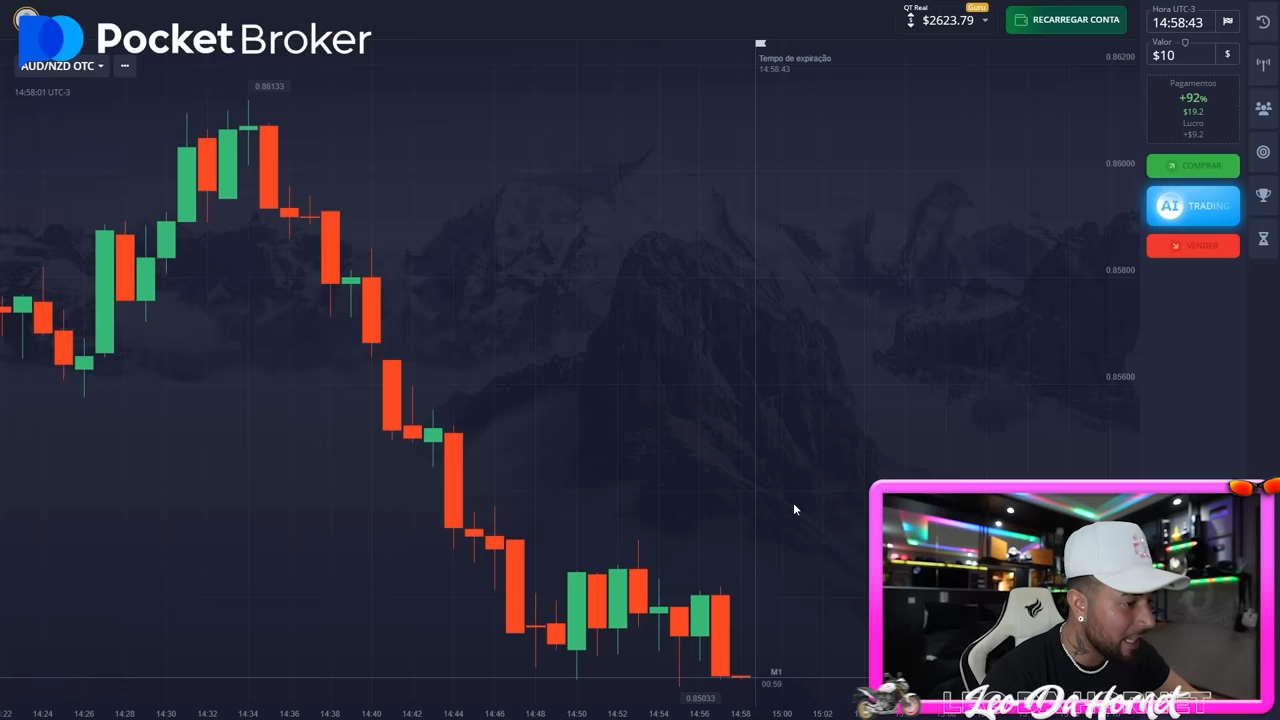 PocketBroker
QT Real
Guru
$2623.79
RECARREGAR CONTA
Hora UTC-3
14:58:43
Valor
$10
$
Pagamentos
+92%
$19.2
Lucro
+$9.2
COMPRAR
AI TRADING
VENDER
AUD/NZD OTC
14:58:01 UTC-3
0.86133
Tempo de expiração
14:58:43
0.86200
0.86000
0.85800
0.85600
M1
00:59
0.85033
:22 14:24 14:26 14:28 14:30 14:32 14:34 14:36 14:38 14:40 14:42 14:44 14:46 14:48 14:50 14:52 14:54 14:56 14:58 15:00 15:02
Leo Da Hornet